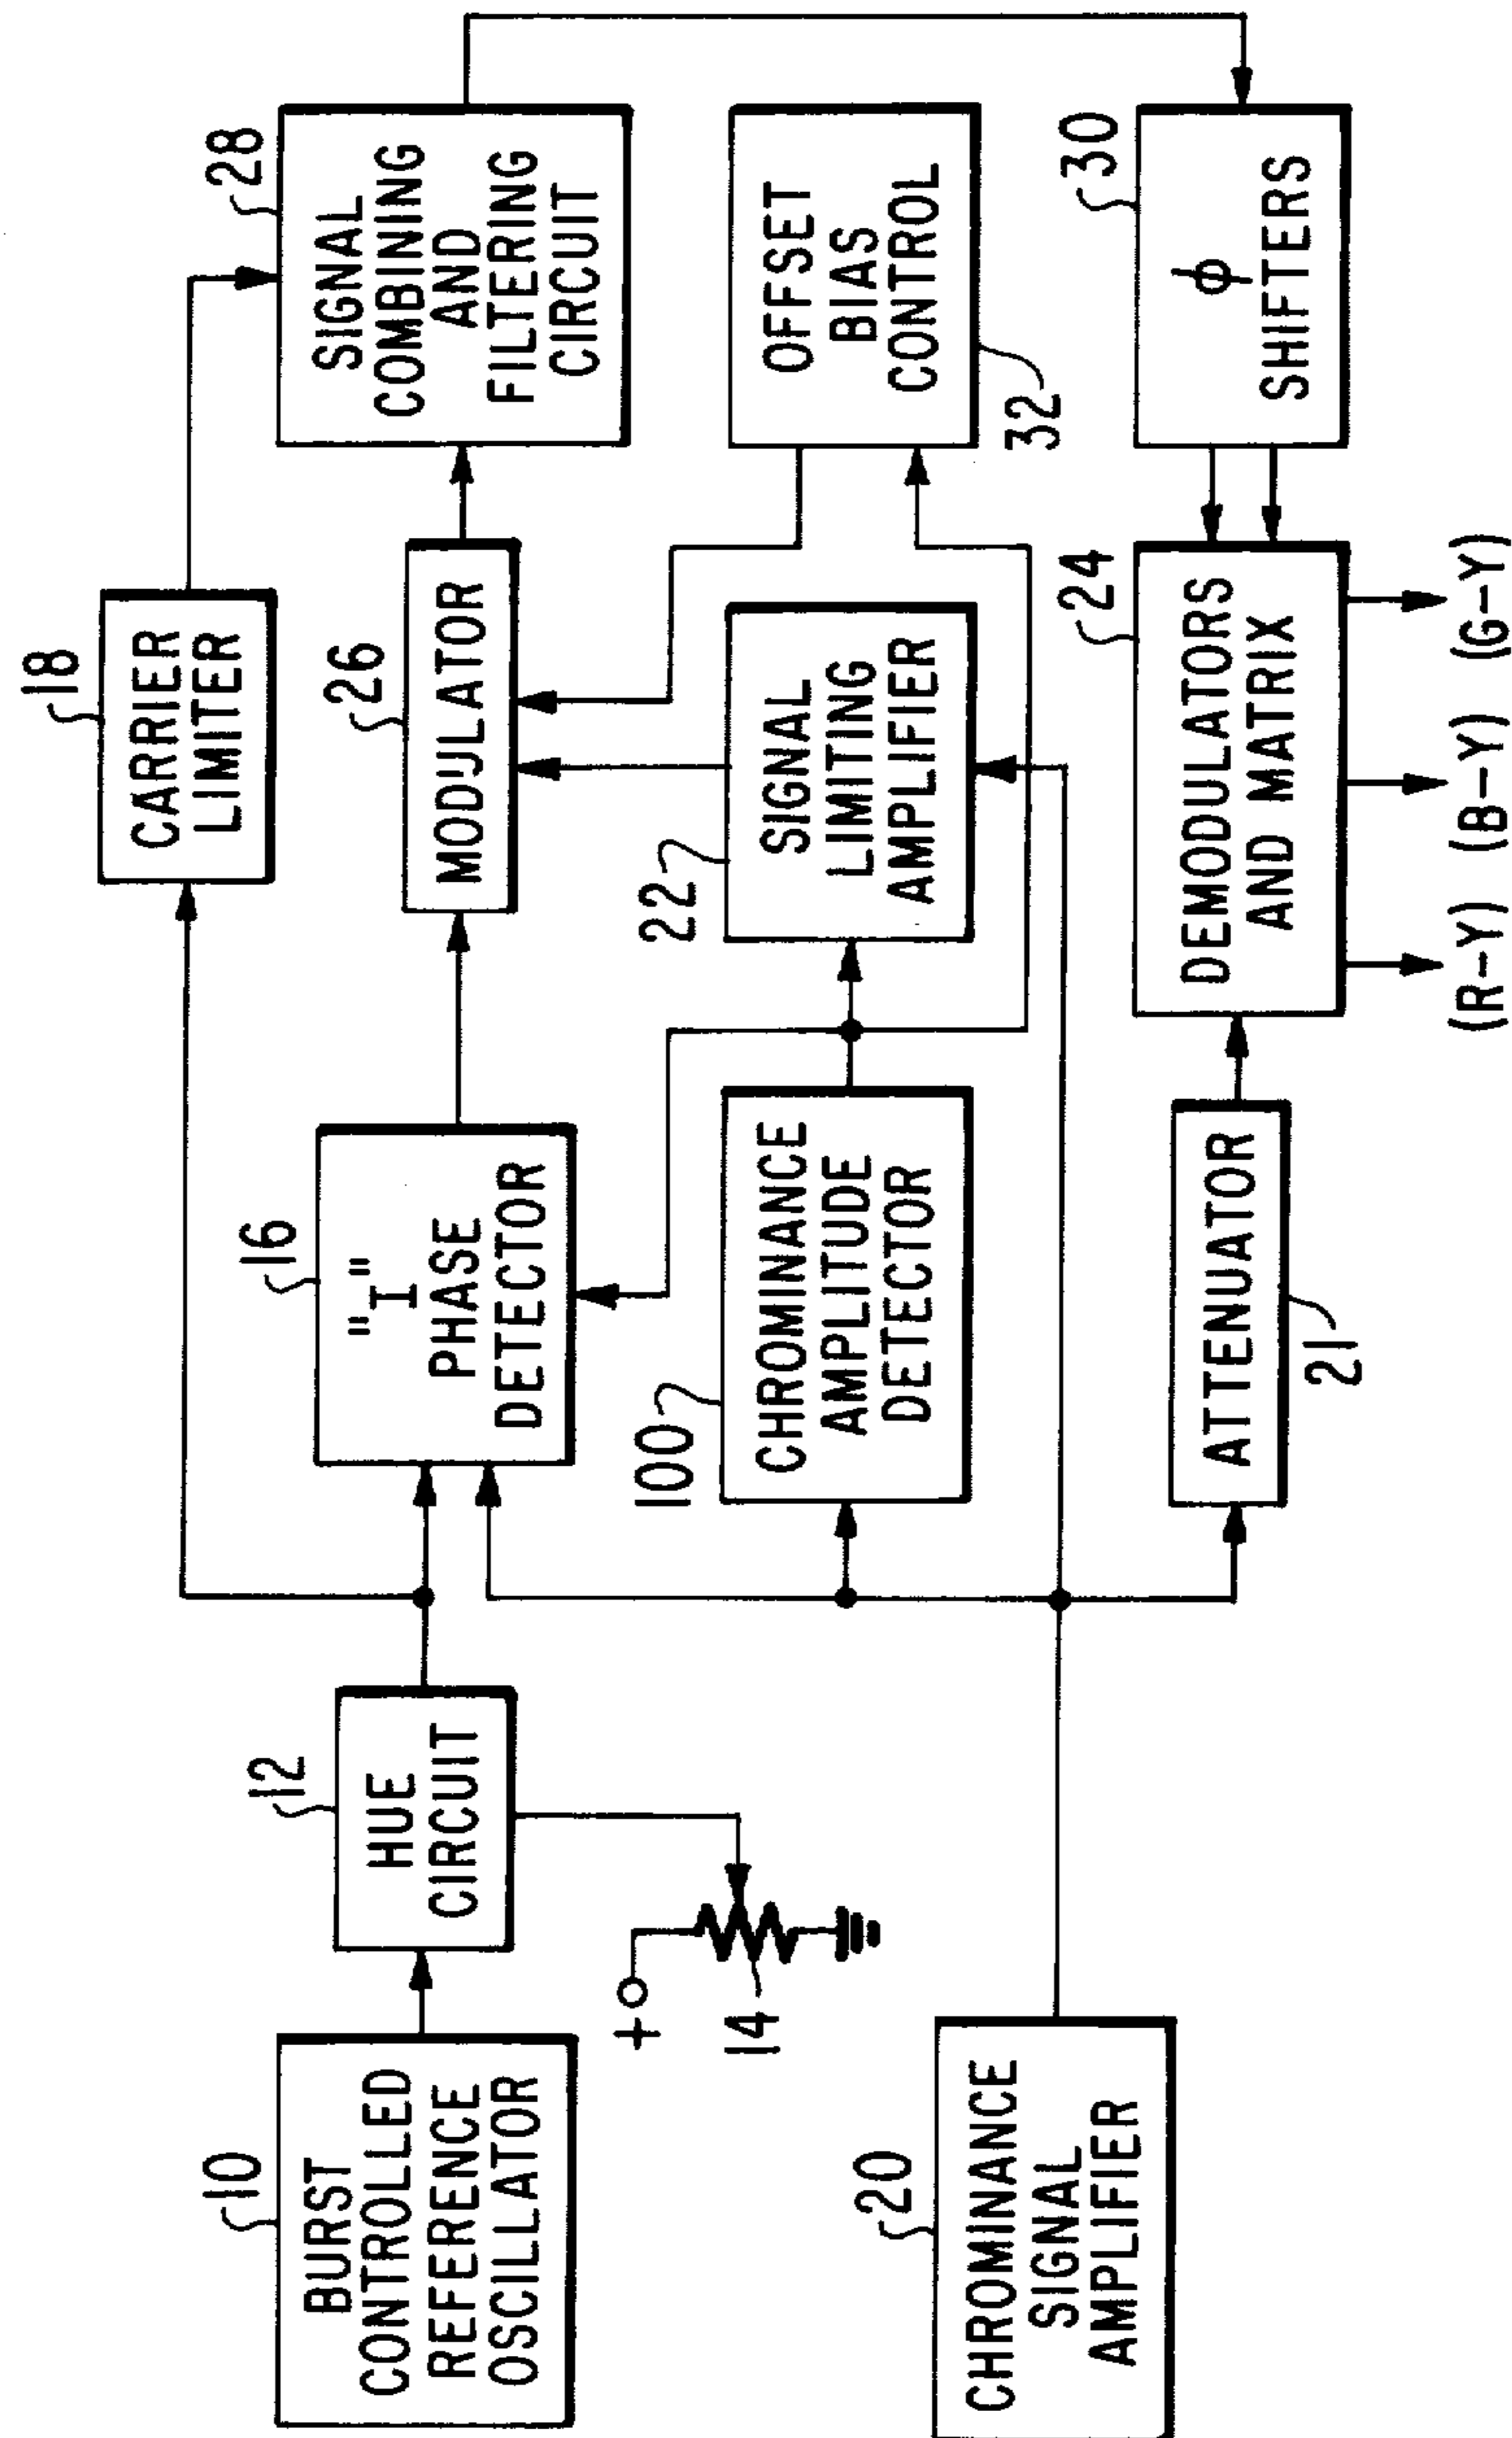 10
BURST
CONTROLLED
REFERENCE
OSCILLATOR
12
HUE
CIRCUIT
+
14
16
"I"
PHASE
DETECTOR
18
CARRIER
LIMITER
26
MODULATOR
28
SIGNAL
COMBINING
AND
FILTERING
CIRCUIT
20
CHROMINANCE
SIGNAL
AMPLIFIER
100
CHROMINANCE
AMPLITUDE
DETECTOR
22
SIGNAL
LIMITING
AMPLIFIER
OFFSET
BIAS
CONTROL
32
ATTENUATOR
21
24
DEMODULATORS
AND MATRIX
30
ϕ
SHIFTERS
(R-Y) (B-Y) (G-Y)